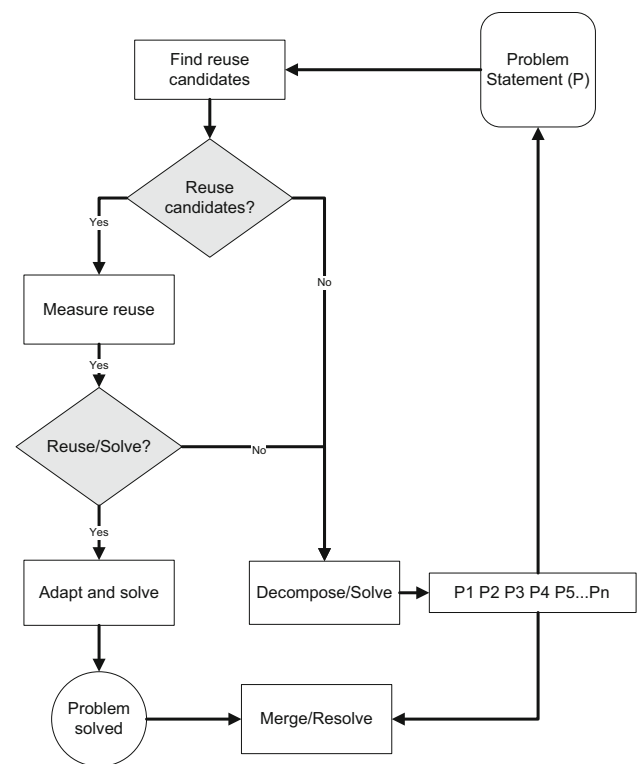 Find reuse
candidates
Problem
Statement (P)
Reuse
candidates?
Yes
No
Measure reuse
Yes
Reuse/Solve?
No
Yes
Adapt and solve
Decompose/Solve
P1 P2 P3 P4 P5...Pn
Problem
solved
Merge/Resolve